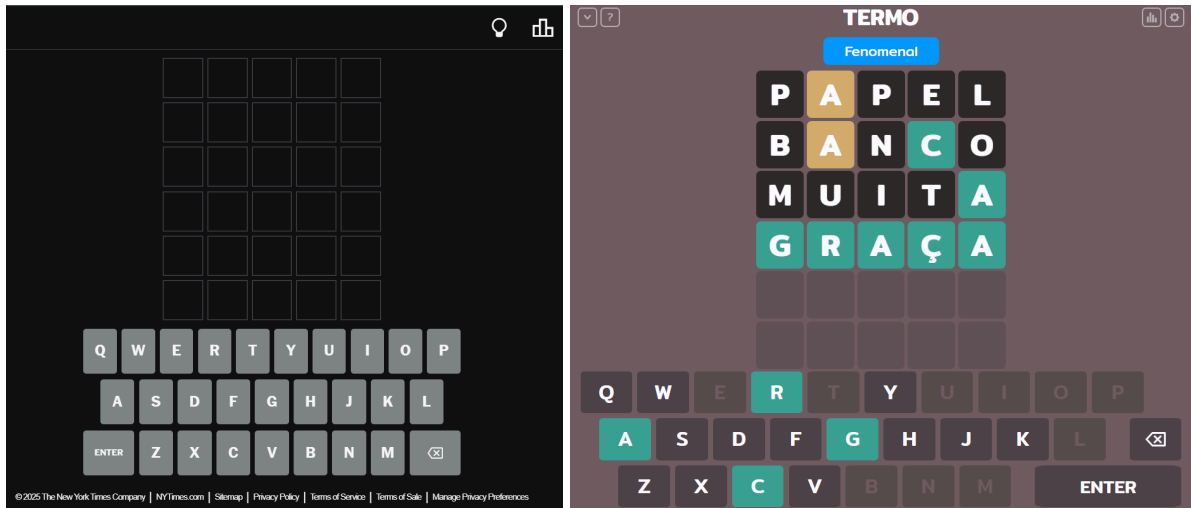 Q W E R T Y U I O P
A S D F G H J K L
ENTER Z X C V B N M
© 2025 The New York Times Company | NYTimes.com | Sitemap | Privacy Policy | Terms of Service | Terms of Sale | Manage Privacy Preferences
?
TERMO
Fenomenal
P A P E L
B A N C O
M U I T A
G R A Ç A
Q W E R T Y U I O P
A S D F G H J K L
Z X C V B N M ENTER